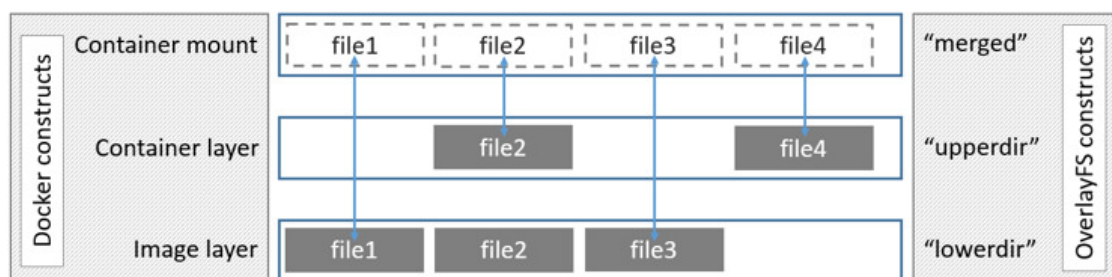 Docker constructs
Container mount
file1 file2 file3 file4
“merged”
Container layer
file2 file4
“upperdir”
Image layer
file1 file2 file3
“lowerdir”
OverlayFS constructs